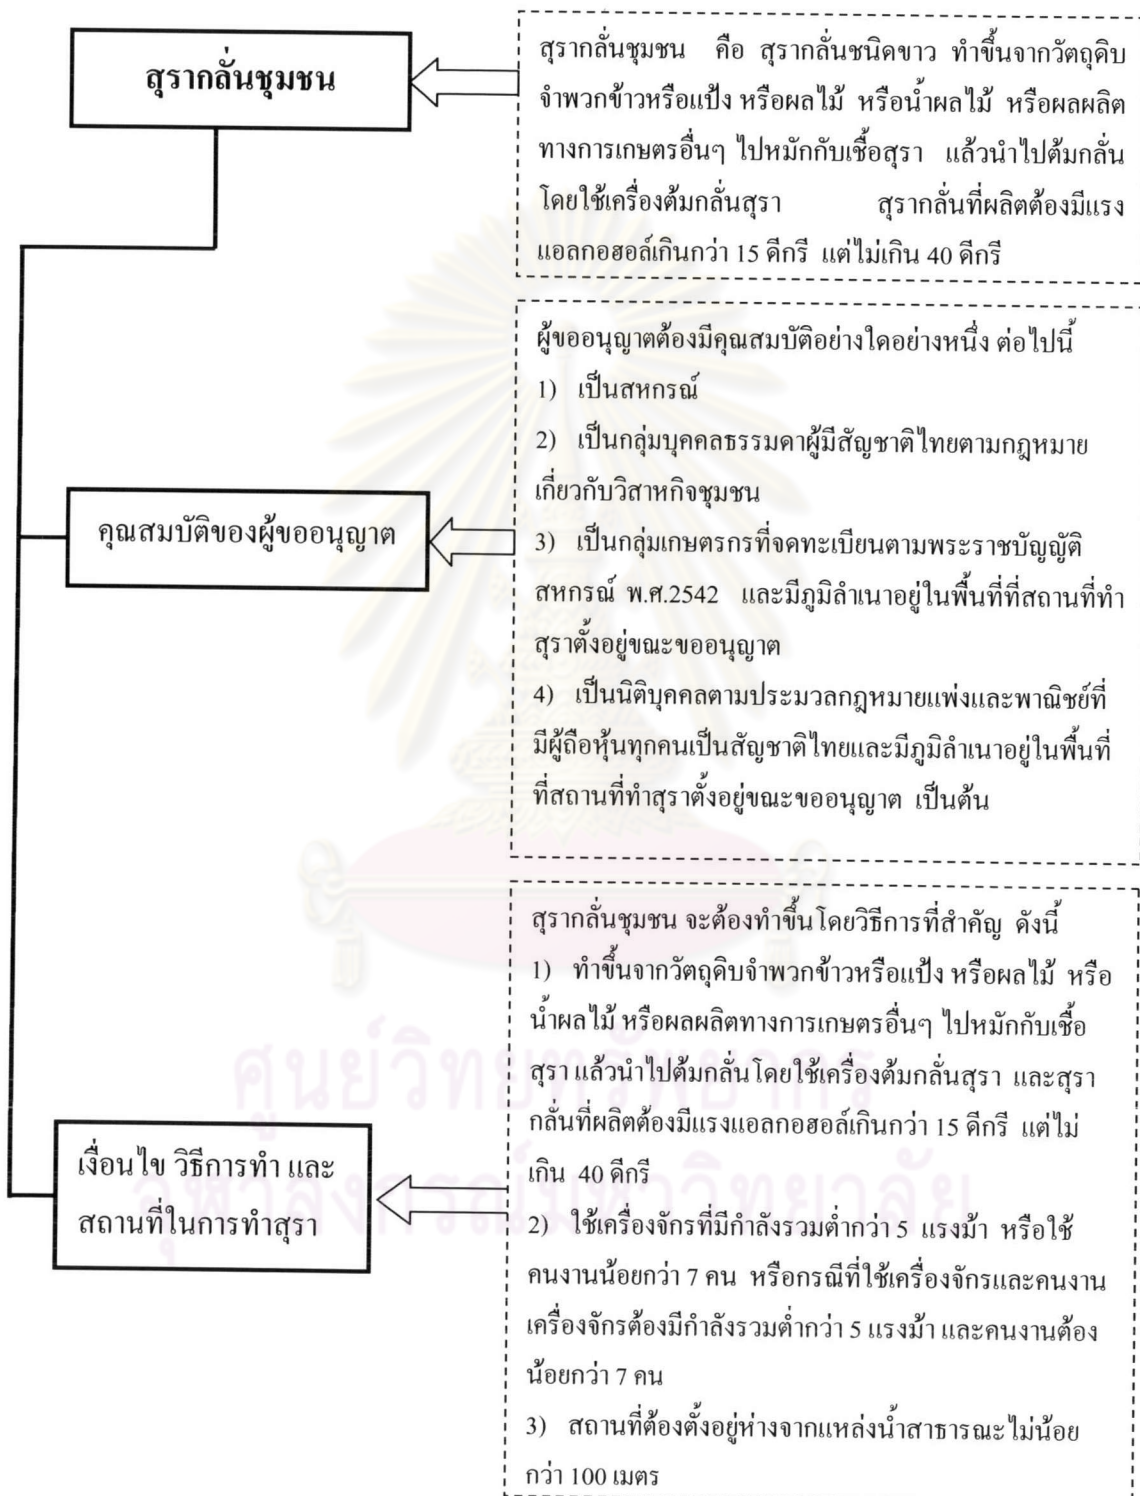 สุรากลั่นชุมชน
สุรากลั่นชุมชน คือ สุรากลั่นชนิดขาว ทำขึ้นจากวัตถุดิบ
จำพวกข้าวหรือแป้ง หรือผลไม้ หรือน้ำผลไม้ หรือผลผลิต
ทางการเกษตรอื่นๆ ไปหมักกับเชื้อสุรา แล้วนำไปต้มกลั่น
โดยใช้เครื่องต้มกลั่นสุรา สุรากลั่นที่ผลิตต้องมีแรง
แอลกอฮอล์เกินกว่า 15 ดีกรี แต่ไม่เกิน 40 ดีกรี
คุณสมบัติของผู้ขออนุญาต
ผู้ขออนุญาตต้องมีคุณสมบัติอย่างใดอย่างหนึ่ง ต่อไปนี้
1) เป็นสหกรณ์
2) เป็นกลุ่มบุคคลธรรมดาผู้มีสัญชาติไทยตามกฎหมาย
เกี่ยวกับวิสาหกิจชุมชน
3) เป็นกลุ่มเกษตรกรที่จดทะเบียนตามพระราชบัญญัติ
สหกรณ์ พ.ศ.2542 และมีภูมิลำเนาอยู่ในพื้นที่ที่สถานที่ทำ
สุราตั้งอยู่ขณะขออนุญาต
4) เป็นนิติบุคคลตามประมวลกฎหมายแพ่งและพาณิชย์ที่
มีผู้ถือหุ้นทุกคนเป็นสัญชาติไทยและมีภูมิลำเนาอยู่ในพื้นที่
ที่สถานที่ทำสุราตั้งอยู่ขณะขออนุญาต เป็นต้น
เงื่อนไข วิธีการทำ และ
สถานที่ในการทำสุรา
สุรากลั่นชุมชน จะต้องทำขึ้นโดยวิธีการที่สำคัญ ดังนี้
1) ทำขึ้นจากวัตถุดิบจำพวกข้าวหรือแป้ง หรือผลไม้ หรือ
น้ำผลไม้ หรือผลผลิตทางการเกษตรอื่นๆ ไปหมักกับเชื้อ
สุรา แล้วนำไปต้มกลั่นโดยใช้เครื่องต้มกลั่นสุรา และสุรา
กลั่นที่ผลิตต้องมีแรงแอลกอฮอล์เกินกว่า 15 ดีกรี แต่ไม่
เกิน 40 ดีกรี
2) ใช้เครื่องจักรที่มีกำลังรวมต่ำกว่า 5 แรงม้า หรือใช้
คนงานน้อยกว่า 7 คน หรือกรณีที่ใช้เครื่องจักรและคนงาน
เครื่องจักรต้องมีกำลังรวมต่ำกว่า 5 แรงม้า และคนงานต้อง
น้อยกว่า 7 คน
3) สถานที่ต้องตั้งอยู่ห่างจากแหล่งน้ำสาธารณะไม่น้อย
กว่า 100 เมตร
ศูนย์วิทยทรัพยากร
จุฬาลงกรณ์มหาวิทยาลัย